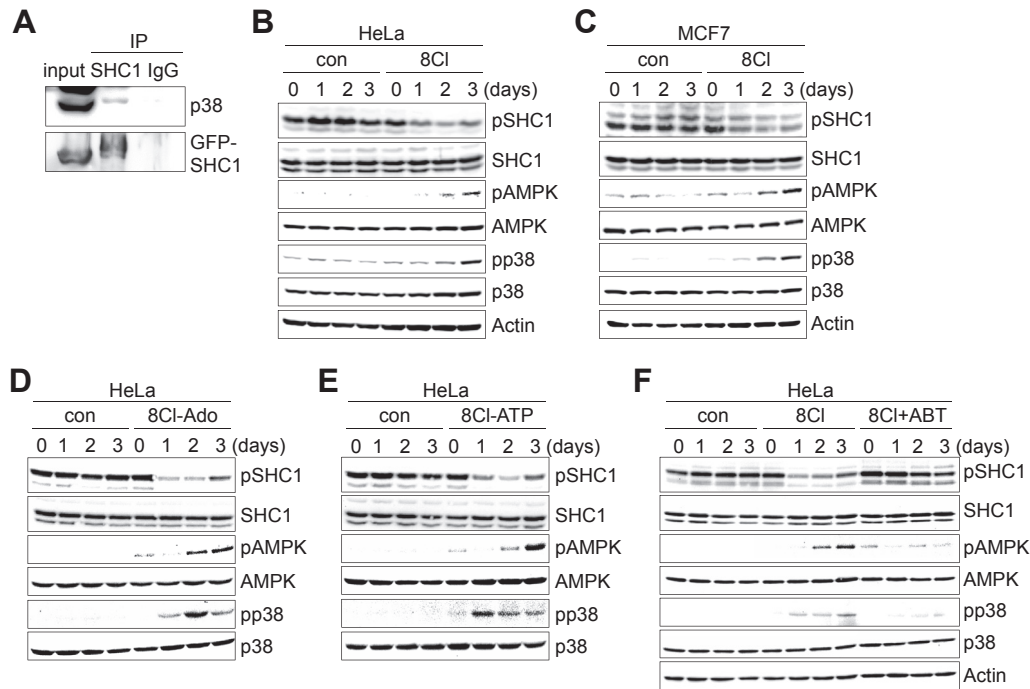 A
IP
input SHC1 IgG
p38
GFP-
SHC1
B
HeLa
con 8Cl
0 1 2 3 0 1 2 3 (days)
pSHC1
SHC1
pAMPK
AMPK
pp38
p38
Actin
C
MCF7
con 8Cl
0 1 2 3 0 1 2 3 (days)
pSHC1
SHC1
pAMPK
AMPK
pp38
p38
Actin
D
HeLa
con 8Cl-Ado
0 1 2 3 0 1 2 3 (days)
pSHC1
SHC1
pAMPK
AMPK
pp38
p38
E
HeLa
con 8Cl-ATP
0 1 2 3 0 1 2 3 (days)
pSHC1
SHC1
pAMPK
AMPK
pp38
p38
F
HeLa
con 8Cl 8Cl+ABT
0 1 2 3 0 1 2 3 0 1 2 3 (days)
pSHC1
SHC1
pAMPK
AMPK
pp38
p38
Actin